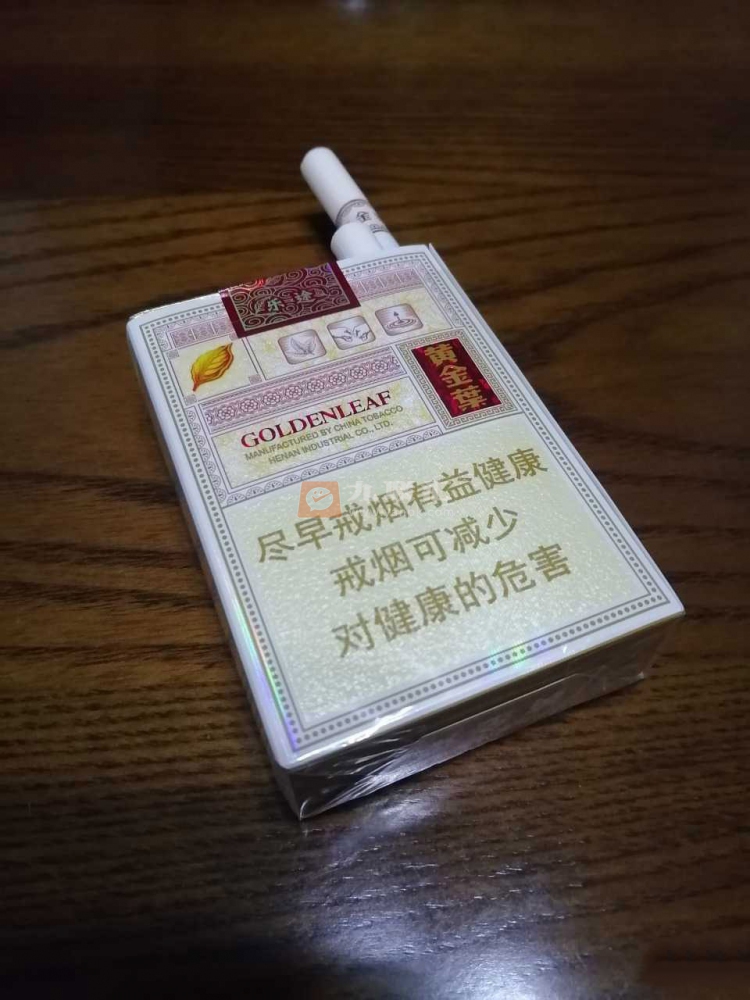 乐途
黄金葉
GOLDENLEAF
MANUFACTURED BY CHINA TOBACCO
HENAN INDUSTRIAL CO., LTD.
尽早戒烟有益健康
戒烟可减少
对健康的危害